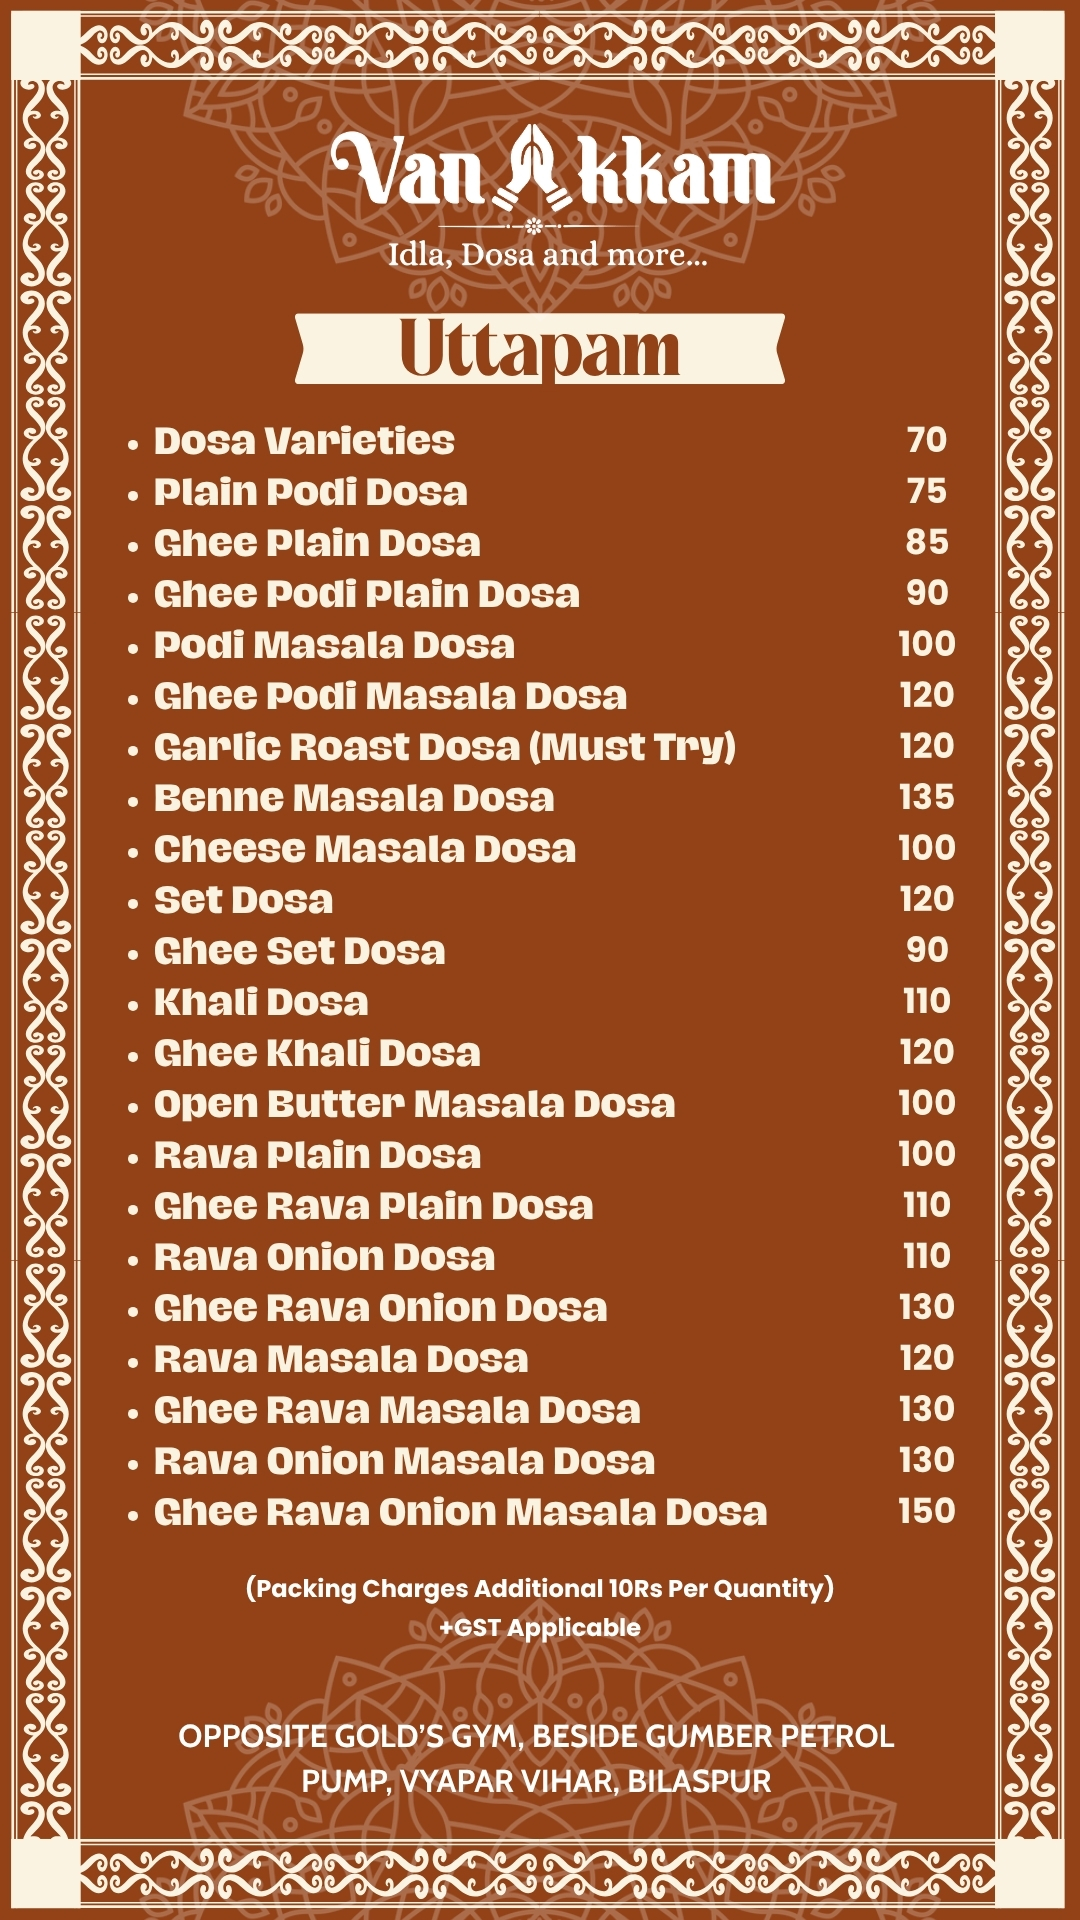 Vanakkam
Idla, Dosa and more...
Uttapam
• Dosa Varieties 70
• Plain Podi Dosa 75
• Ghee Plain Dosa 85
• Ghee Podi Plain Dosa 90
• Podi Masala Dosa 100
• Ghee Podi Masala Dosa 120
• Garlic Roast Dosa (Must Try) 120
• Benne Masala Dosa 135
• Cheese Masala Dosa 100
• Set Dosa 120
• Ghee Set Dosa 90
• Khali Dosa 110
• Ghee Khali Dosa 120
• Open Butter Masala Dosa 100
• Rava Plain Dosa 100
• Ghee Rava Plain Dosa 110
• Rava Onion Dosa 110
• Ghee Rava Onion Dosa 130
• Rava Masala Dosa 120
• Ghee Rava Masala Dosa 130
• Rava Onion Masala Dosa 130
• Ghee Rava Onion Masala Dosa 150
(Packing Charges Additional 10Rs Per Quantity)
+GST Applicable
OPPOSITE GOLD'S GYM, BESIDE GUMBER PETROL
PUMP, VYAPAR VIHAR, BILASPUR